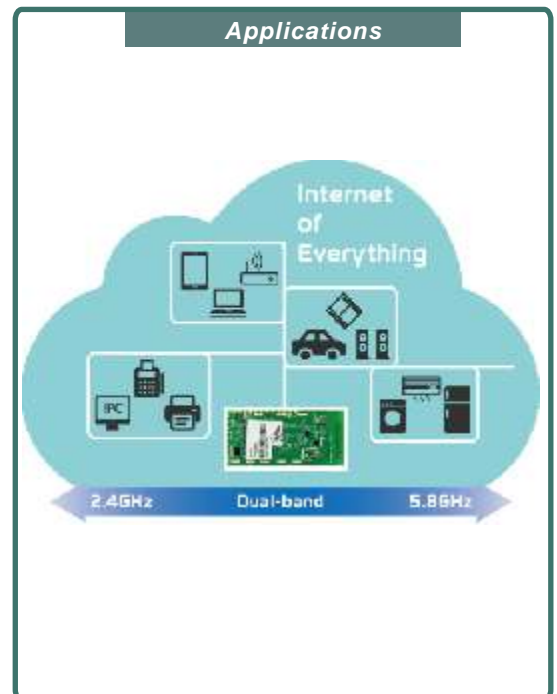 Applications
Internet
of
Everything
IPC
2.4GHz
Dual-band
5.8GHz